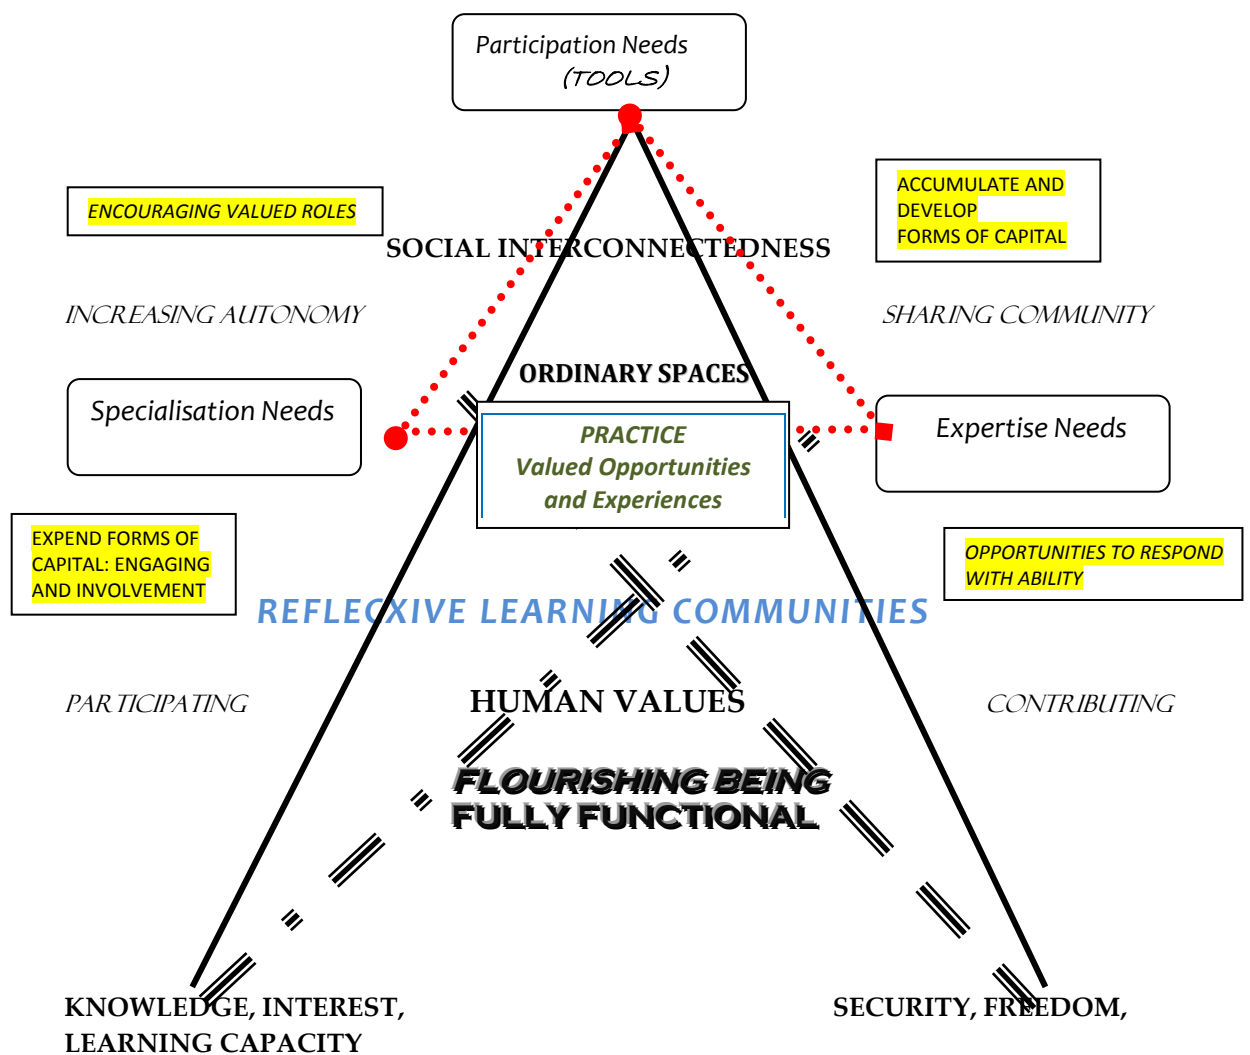 Participation Needs
(TOOLS)
ENCOURAGING VALUED ROLES
ACCUMULATE AND
DEVELOP
FORMS OF CAPITAL
SOCIAL INTERCONNECTEDNESS
INCREASING AUTONOMY
SHARING COMMUNITY
ORDINARY SPACES
Specialisation Needs
PRACTICE
Valued Opportunities
and Experiences
Expertise Needs
EXPEND FORMS OF
CAPITAL: ENGAGING
AND INVOLVEMENT
OPPORTUNITIES TO RESPOND
WITH ABILITY
REFLECXIVE LEARNING COMMUNITIES
PARTICIPATING
HUMAN VALUES
CONTRIBUTING
FLOURISHING BEING
FULLY FUNCTIONAL
KNOWLEDGE, INTEREST,
LEARNING CAPACITY
SECURITY, FREEDOM,